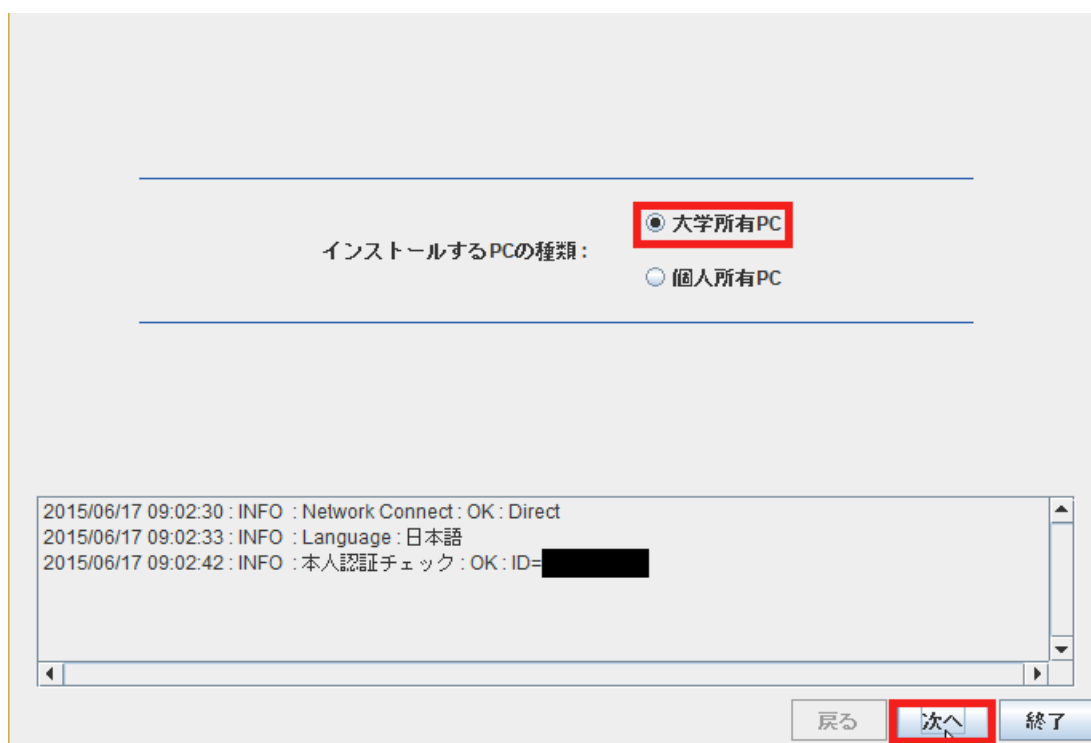 大学所有PC
インストールするPCの種類 :
個人所有PC
2015/06/17 09:02:30 : INFO : Network Connect : OK : Direct
2015/06/17 09:02:33 : INFO : Language : 日本語
2015/06/17 09:02:42 : INFO : 本人認証チェック : OK : ID=
戻る 次へ 終了